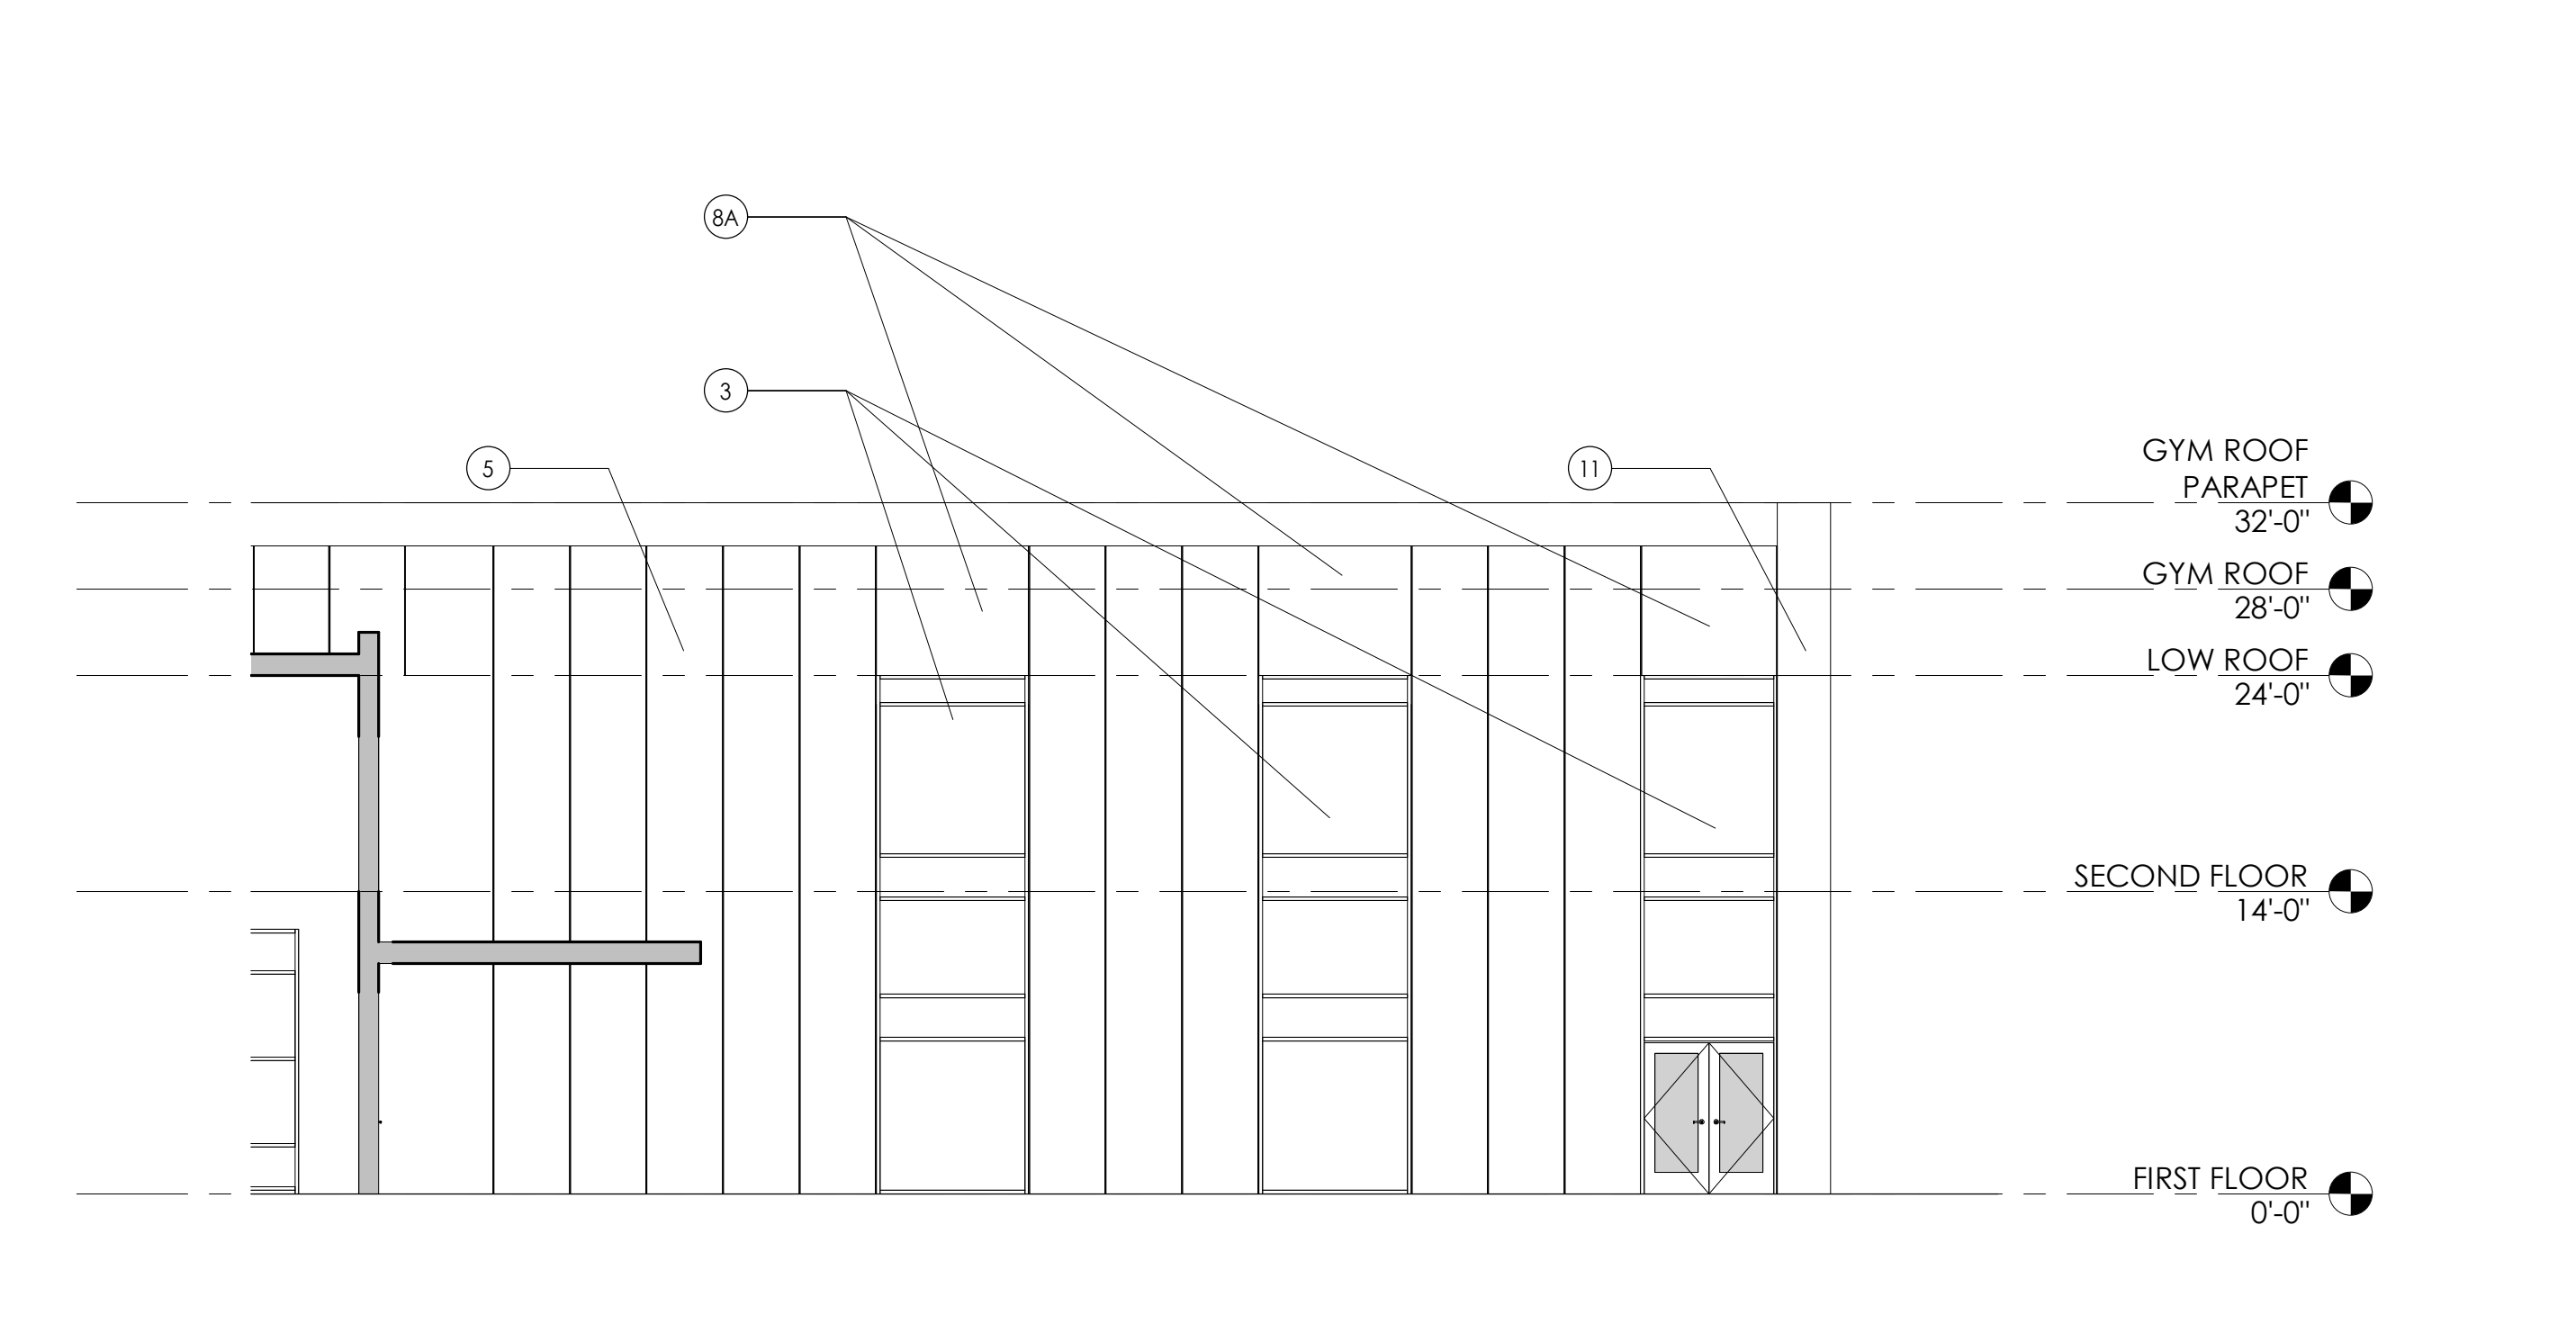 8A
3
5
11
GYM ROOF
PARAPET
32'-0"
GYM ROOF
28'-0"
LOW ROOF
24'-0"
SECOND FLOOR
14'-0"
FIRST FLOOR
0'-0"